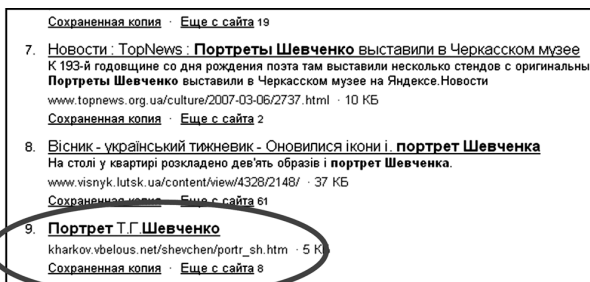 Сохраненная копия · Еще с сайта 19
7. Новости : TopNews : Портреты Шевченко выставили в Черкасском музее
К 193-й годовщине со дня рождения поэта там выставили несколько стендов с оригинальны
Портреты Шевченко выставили в Черкасском музее на Яндексе.Новости
www.topnews.org.ua/culture/2007-03-06/2737.html · 10 КБ
Сохраненная копия · Еще с сайта 2
8. Вісник - український тижневик - Оновилися ікони і. портрет Шевченка
На столі у квартирі розкладено дев'ять образів і портрет Шевченка.
www.visnyk.lutsk.ua/content/view/4328/2148/ · 37 КБ
Сохраненная копия · Еще с сайта 61
9. Портрет Т.Г.Шевченко
kharkov.vbelous.net/shevchen/portr_sh.htm · 5 КБ
Сохраненная копия · Еще с сайта 8